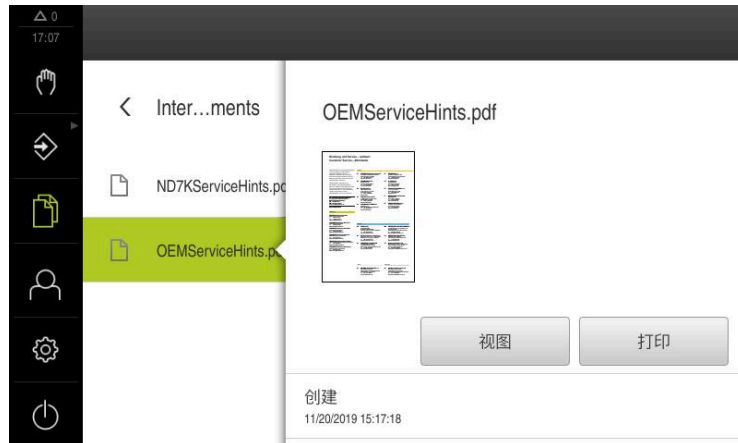 0
17:07
Inter…ments
OEMServiceHints.pdf
ND7KServiceHints.pd
OEMServiceHints.pd
视图
打印
创建
11/20/2019 15:17:18